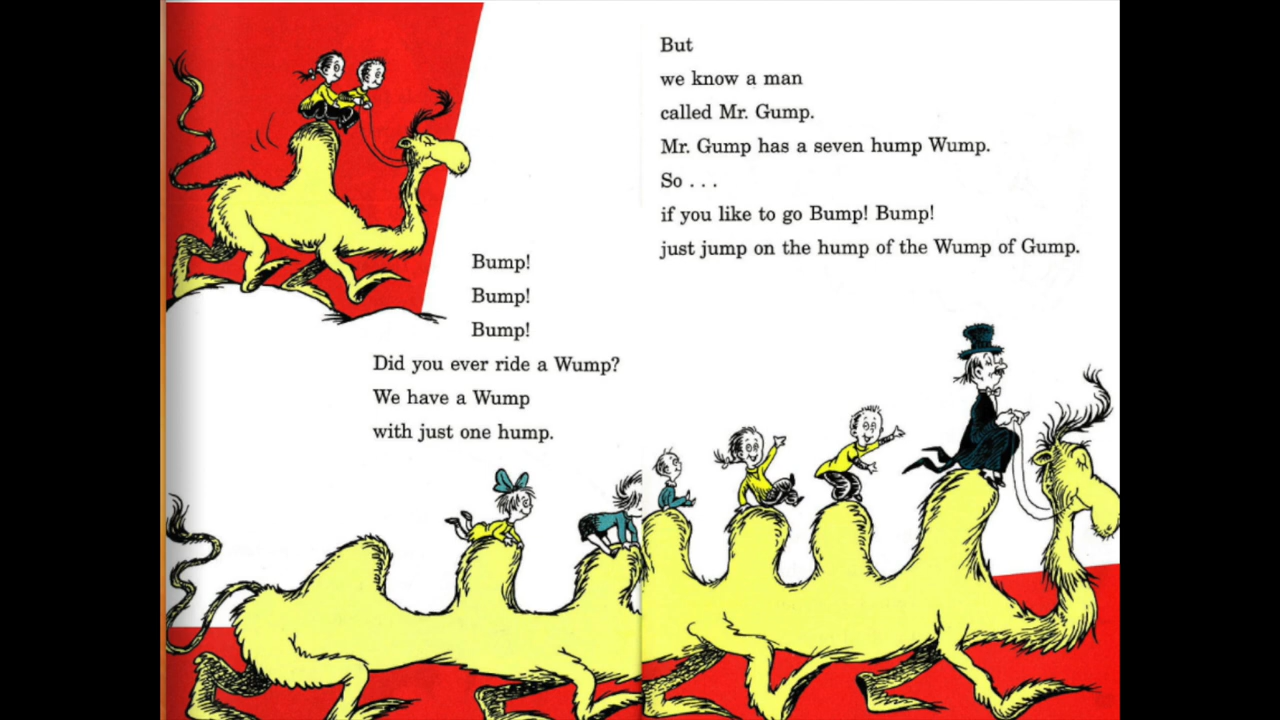 Bump!
Bump!
Bump!
Did you ever ride a Wump?
We have a Wump
with just one hump.
But
we know a man
called Mr. Gump.
Mr. Gump has a seven hump Wump.
So . . .
if you like to go Bump! Bump!
just jump on the hump of the Wump of Gump.